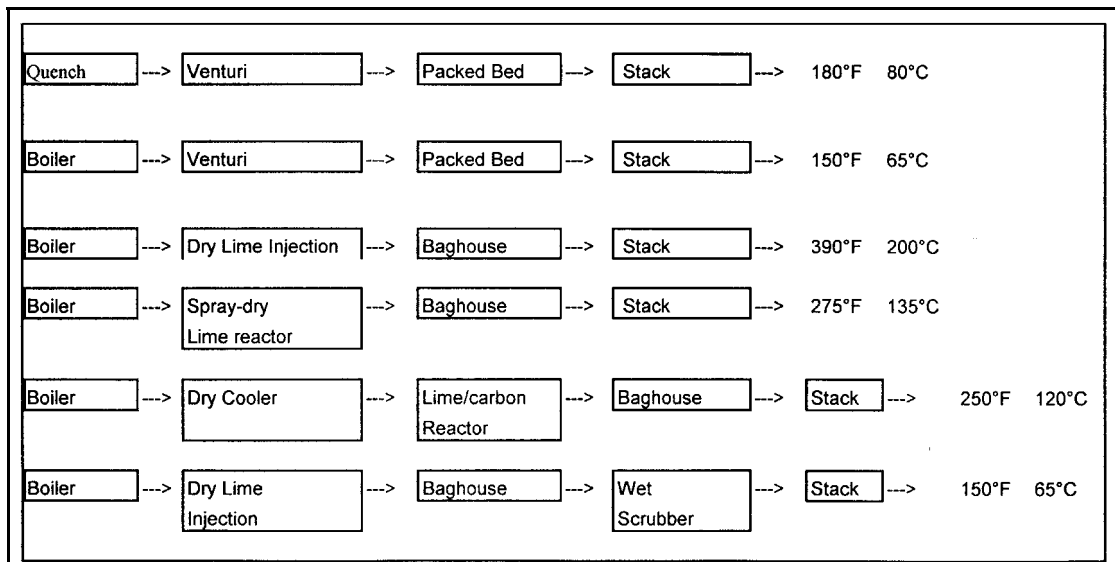 Quench ---> Venturi ---> Packed Bed ---> Stack ---> 180°F 80°C
Boiler ---> Venturi ---> Packed Bed ---> Stack ---> 150°F 65°C
Boiler ---> Dry Lime Injection ---> Baghouse ---> Stack ---> 390°F 200°C
Boiler ---> Spray-dry ---> Baghouse ---> Stack ---> 275°F 135°C
Lime reactor
Boiler ---> Dry Cooler ---> Lime/carbon ---> Baghouse ---> Stack ---> 250°F 120°C
Reactor
Boiler ---> Dry Lime ---> Baghouse ---> Wet ---> Stack ---> 150°F 65°C
Injection Scrubber